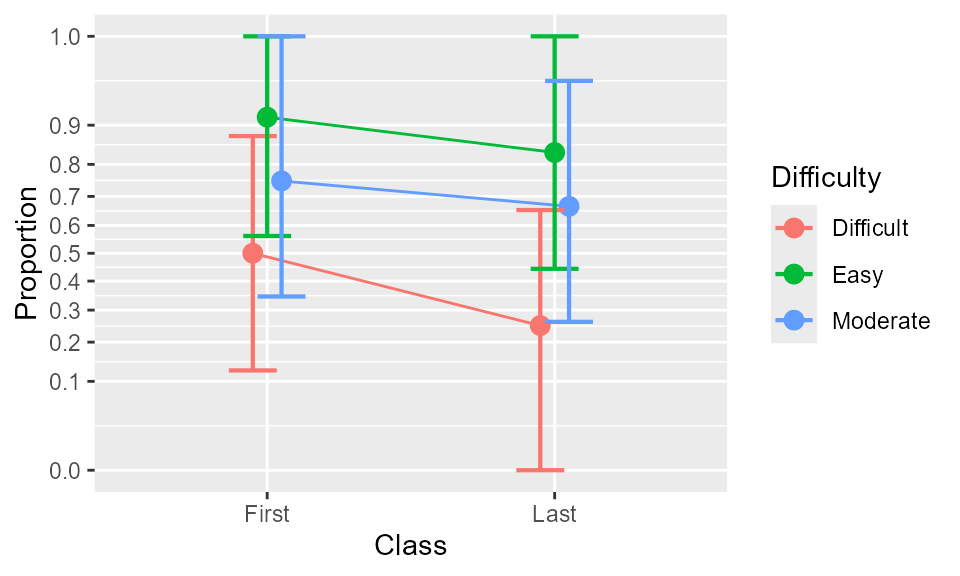 1.0
0.9
0.8
0.7
0.6
0.5
0.4
0.3
0.2
0.1
0.0
Proportion
First Last
Class
Difficulty
Difficult
Easy
Moderate